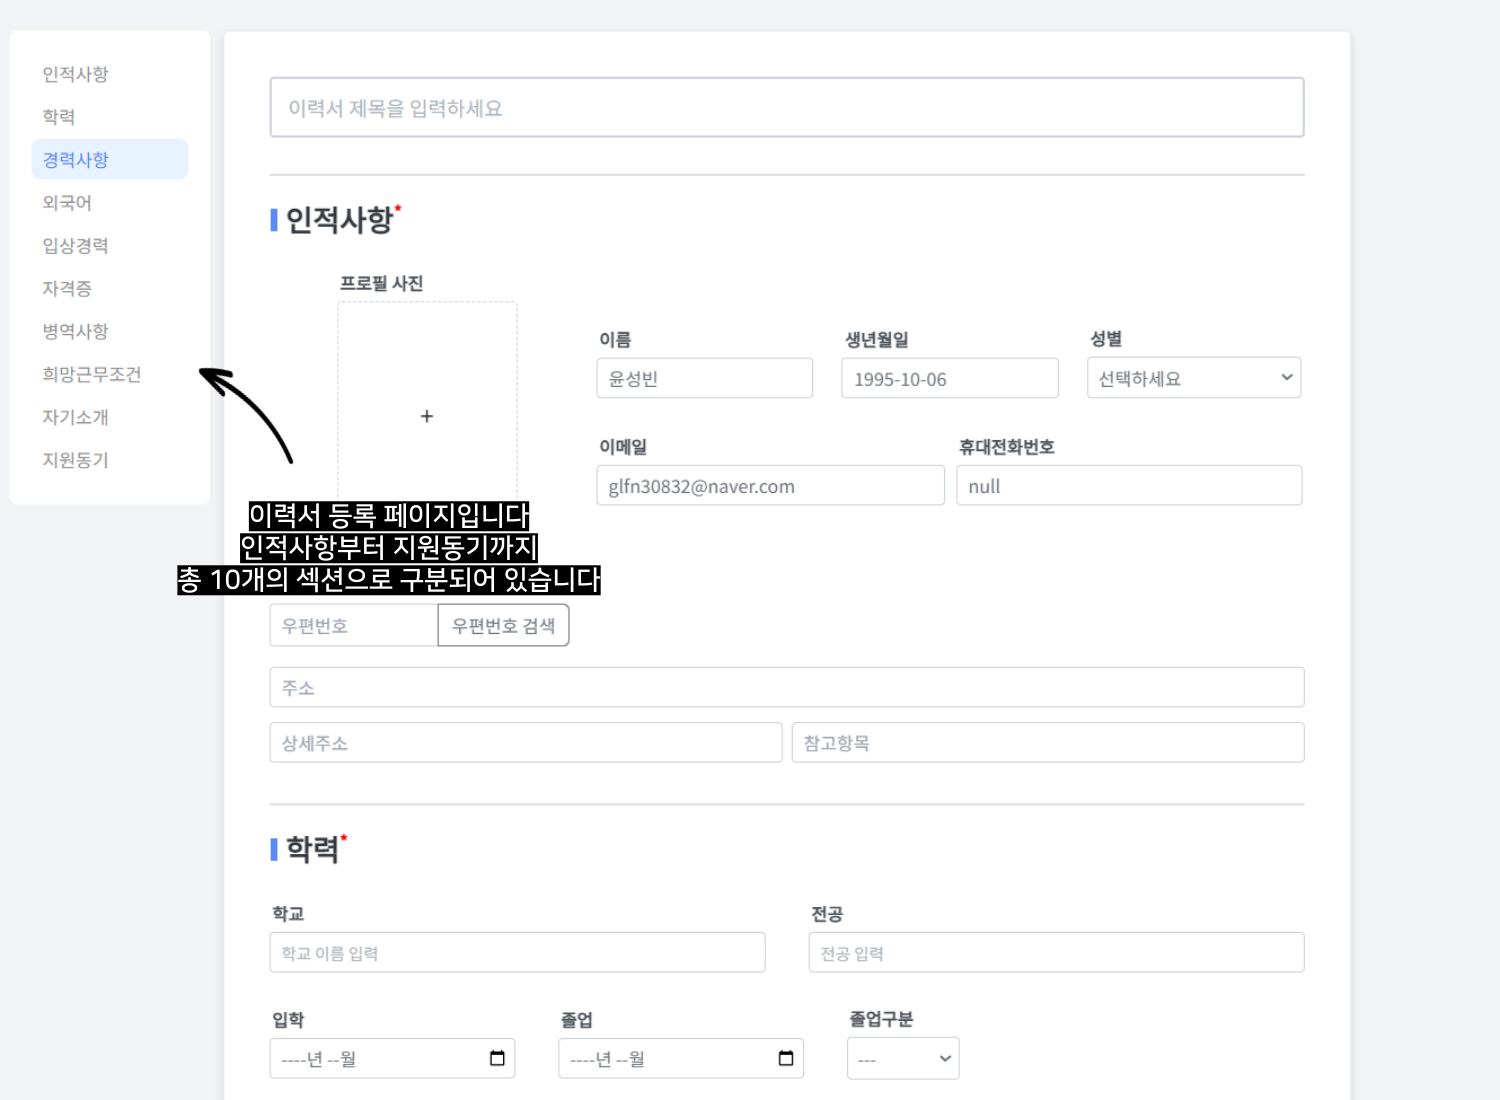 인적사항
학력
경력사항
외국어
입상경력
자격증
병역사항
희망근무조건
자기소개
지원동기
이력서 제목을 입력하세요
인적사항*
프로필 사진
+
이름
생년월일
성별
윤성빈
1995-10-06
선택하세요
이메일
휴대전화번호
glfn30832@naver.com
null
이력서 등록 페이지입니다
인적사항부터 지원동기까지
총 10개의 섹션으로 구분되어 있습니다
우편번호
우편번호 검색
주소
상세주소
참고항목
학력*
학교
전공
학교 이름 입력
전공 입력
입학
졸업
졸업구분
----년 --월
----년 --월
---